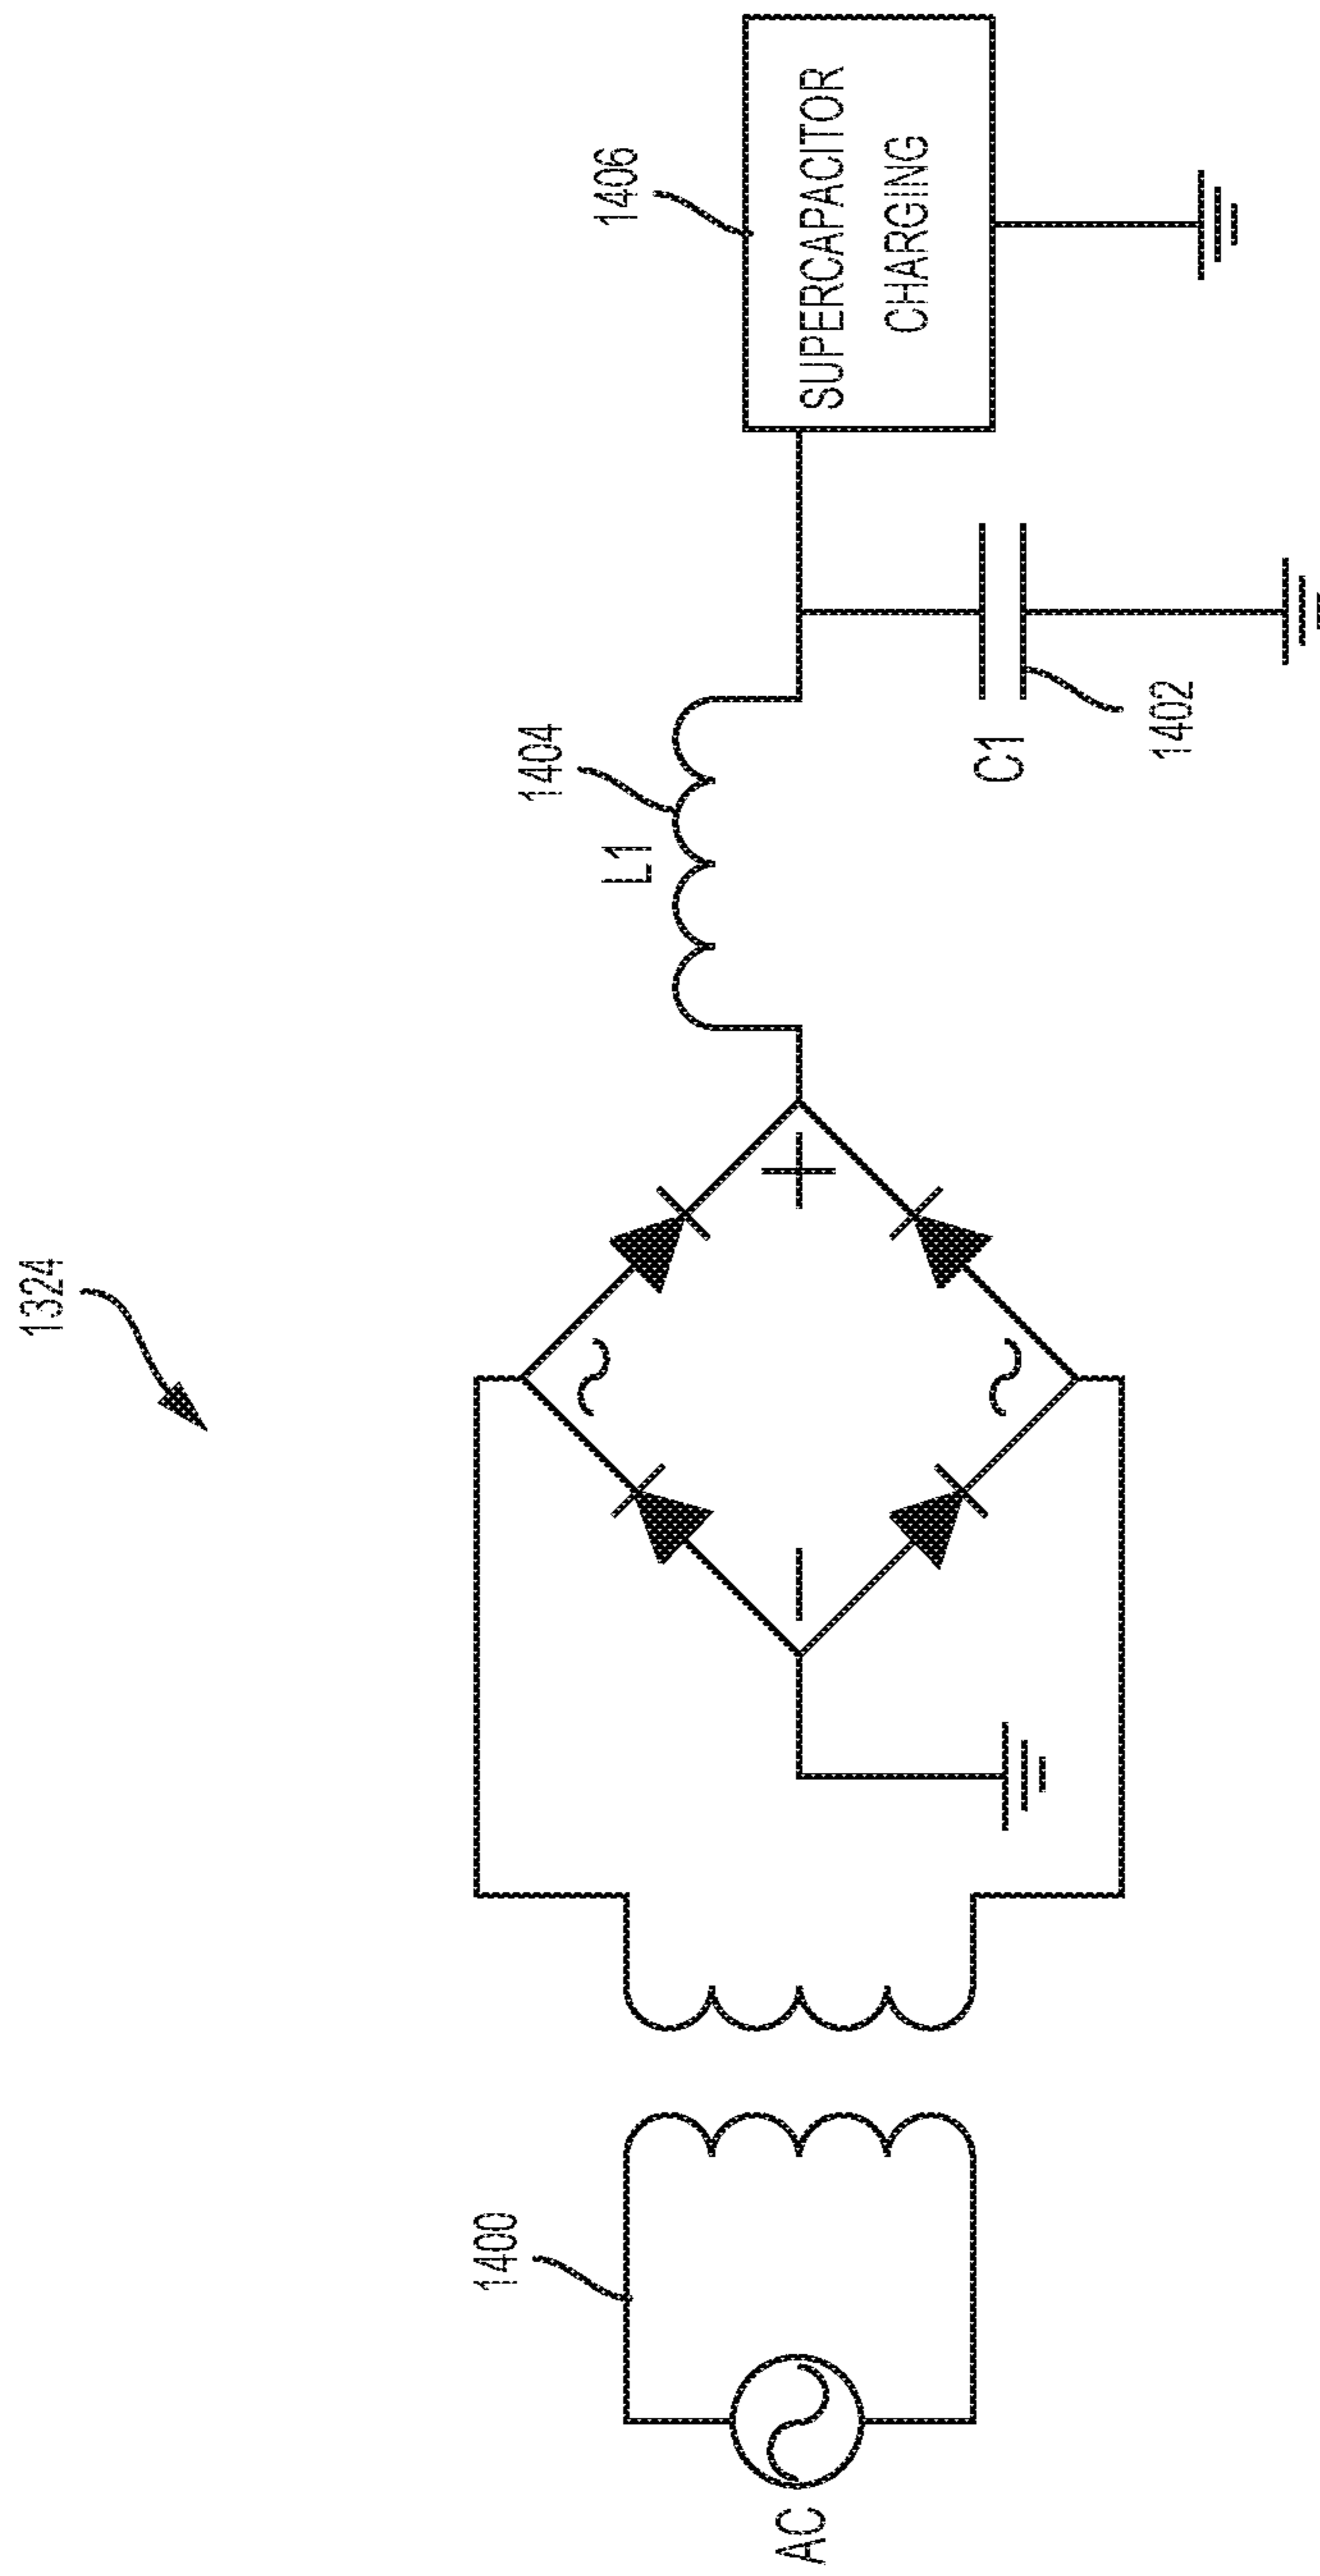 1324
1400
AC
L1
1404
C1
1402
1406
SUPERCAPACITOR
CHARGING